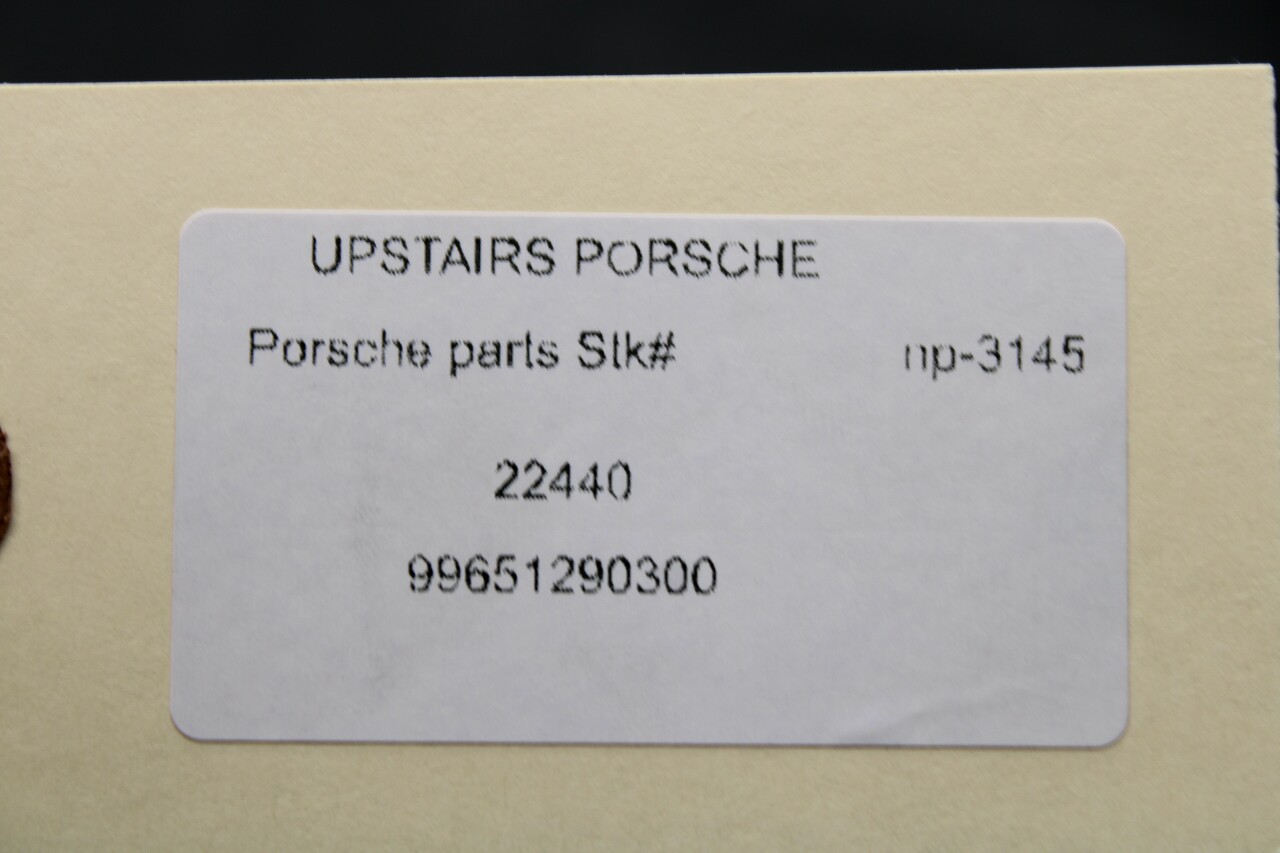 UPSTAIRS PORSCHE
Porsche parts Stk# np-3145
22440
99651290300